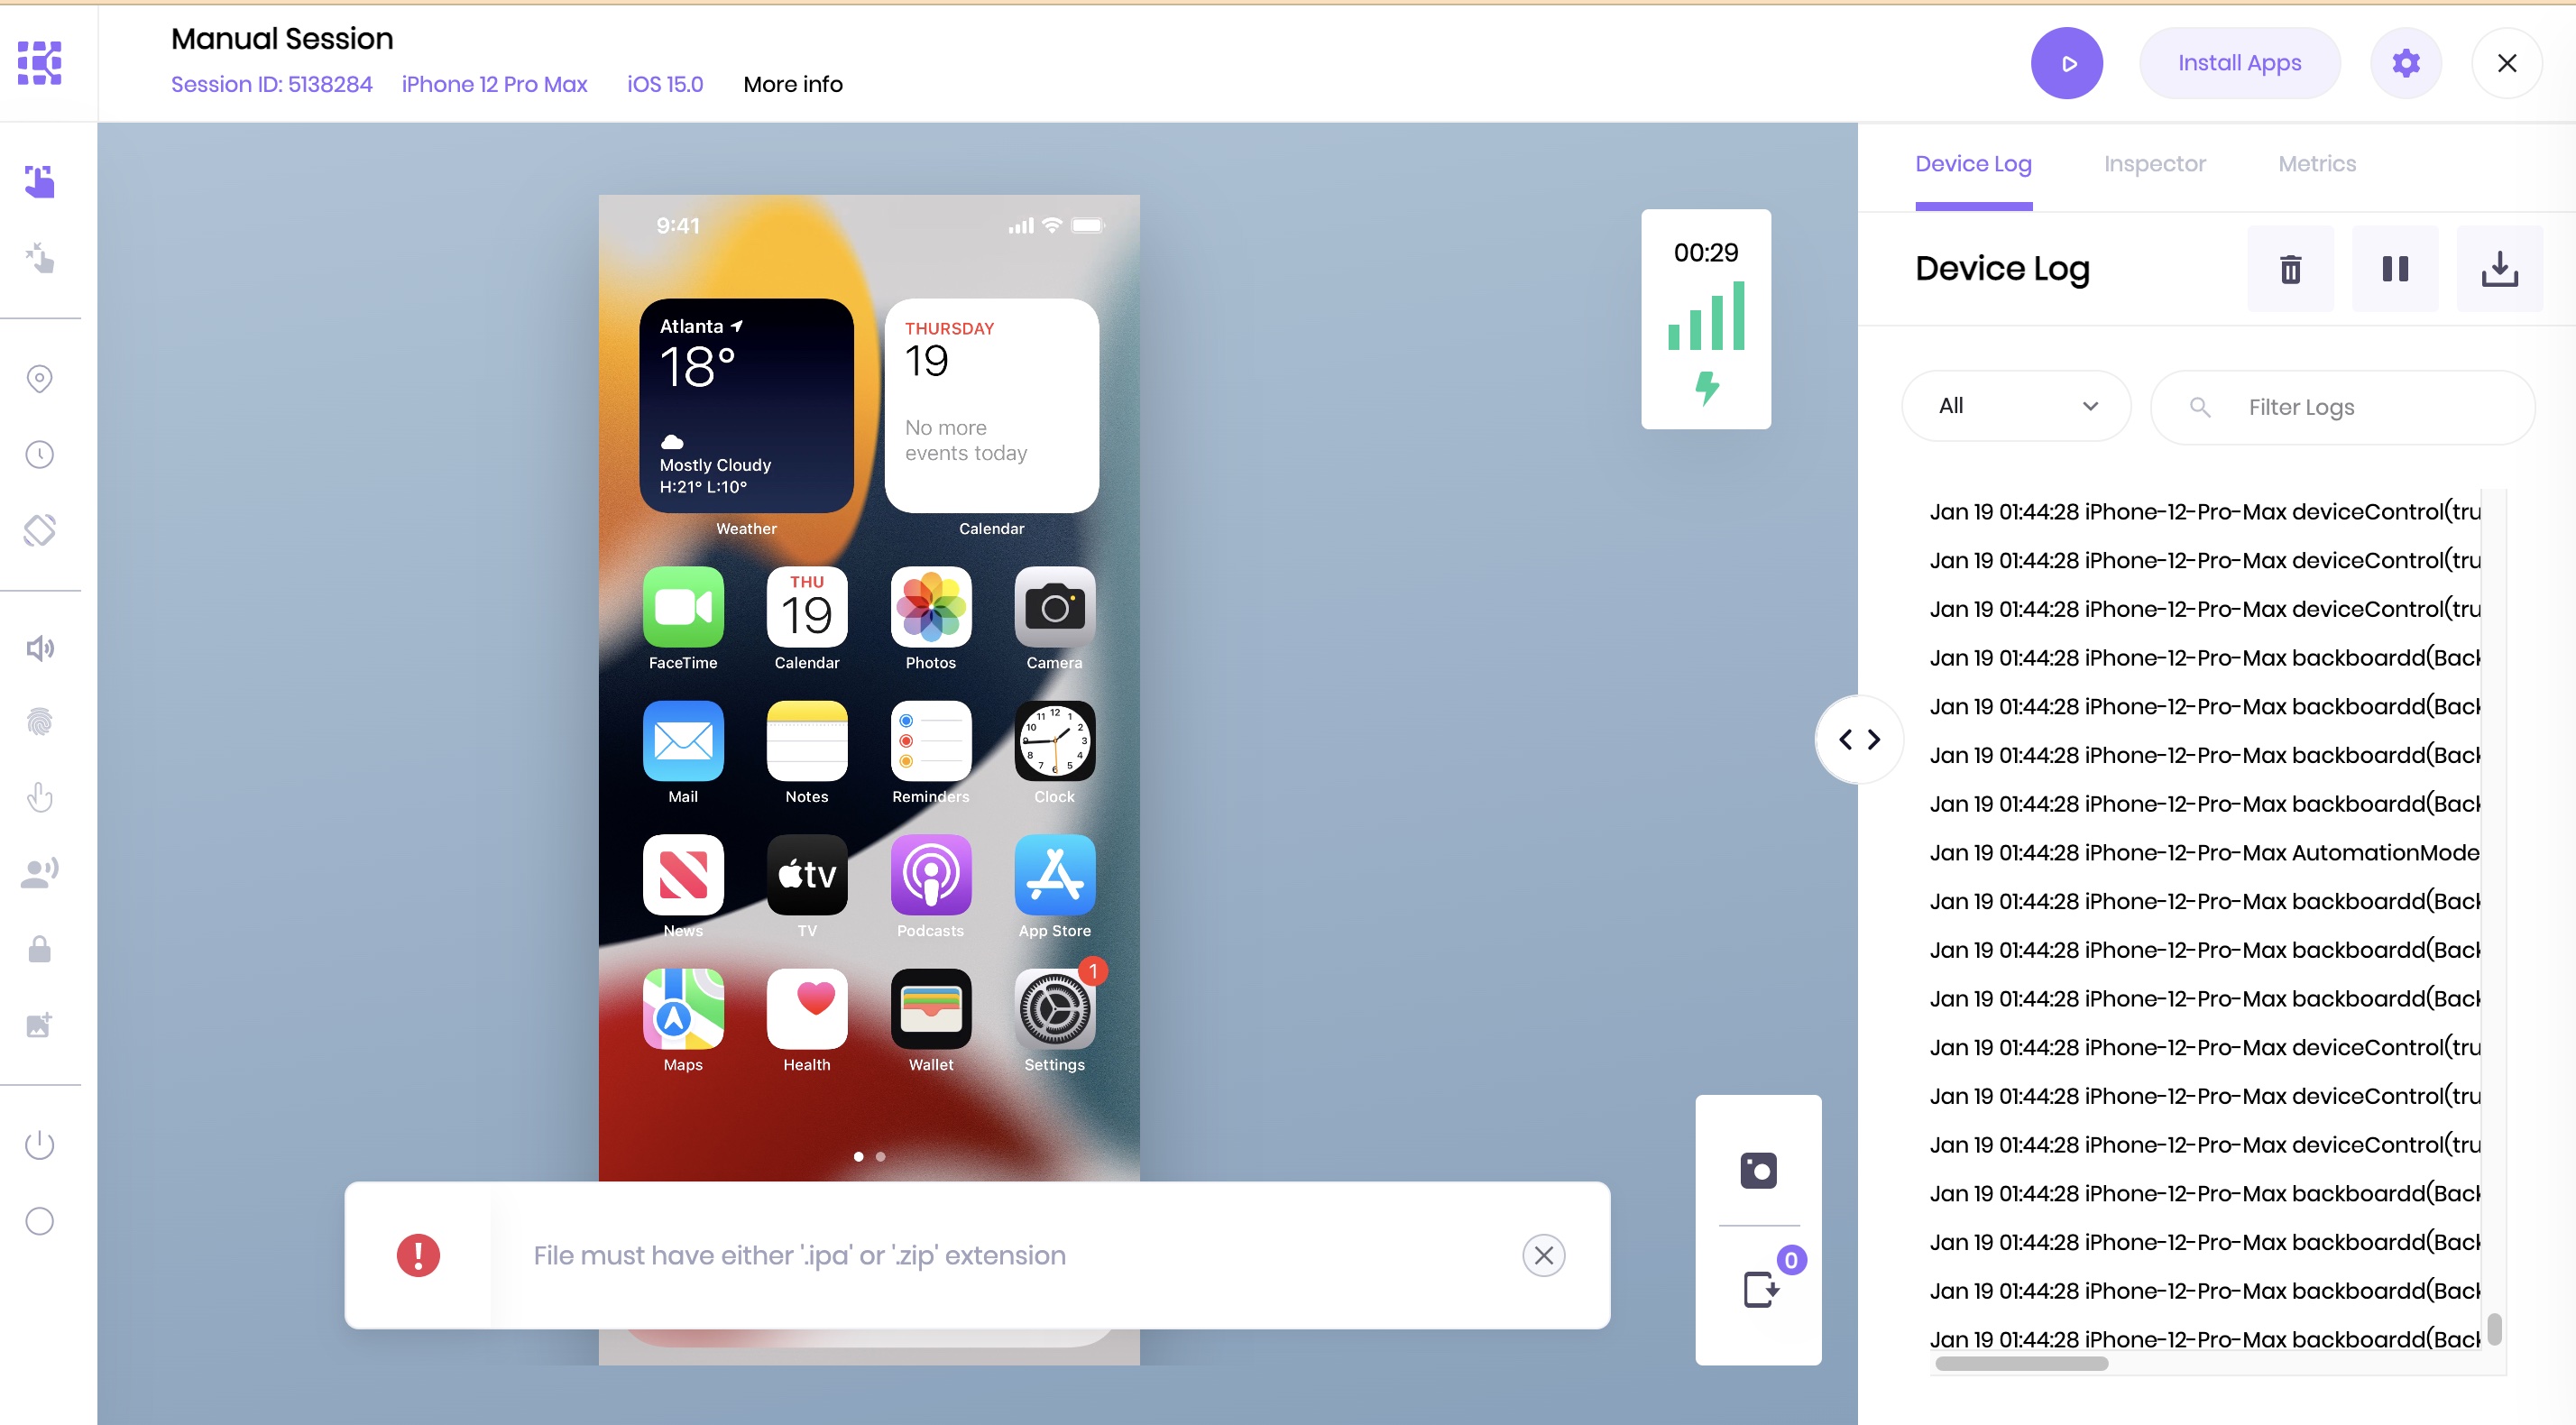 Manual Session
Session ID: 5138284 iPhone 12 Pro Max iOS 15.0 More info
Install Apps
9:41
Atlanta
18°
Mostly Cloudy
H:21° L:10°
Weather
THURSDAY
19
No more
events today
Calendar
THU
19
FaceTime Calendar Photos Camera
12
11 1
10 2
9 3
8 4
7 5
6
Mail Notes Reminders Clock
tv
News TV Podcasts App Store
1
Maps Health Wallet Settings
File must have either '.ipa' or '.zip' extension
00:29
0
Device Log Inspector Metrics
Device Log
All Filter Logs
Jan 19 01:44:28 iPhone-12-Pro-Max deviceControl(tru
Jan 19 01:44:28 iPhone-12-Pro-Max deviceControl(tru
Jan 19 01:44:28 iPhone-12-Pro-Max deviceControl(tru
Jan 19 01:44:28 iPhone-12-Pro-Max backboardd(Back
Jan 19 01:44:28 iPhone-12-Pro-Max backboardd(Back
Jan 19 01:44:28 iPhone-12-Pro-Max backboardd(Back
Jan 19 01:44:28 iPhone-12-Pro-Max backboardd(Back
Jan 19 01:44:28 iPhone-12-Pro-Max AutomationMode
Jan 19 01:44:28 iPhone-12-Pro-Max backboardd(Back
Jan 19 01:44:28 iPhone-12-Pro-Max backboardd(Back
Jan 19 01:44:28 iPhone-12-Pro-Max backboardd(Back
Jan 19 01:44:28 iPhone-12-Pro-Max deviceControl(tru
Jan 19 01:44:28 iPhone-12-Pro-Max deviceControl(tru
Jan 19 01:44:28 iPhone-12-Pro-Max deviceControl(tru
Jan 19 01:44:28 iPhone-12-Pro-Max backboardd(Back
Jan 19 01:44:28 iPhone-12-Pro-Max backboardd(Back
Jan 19 01:44:28 iPhone-12-Pro-Max backboardd(Back
Jan 19 01:44:28 iPhone-12-Pro-Max backboardd(Back